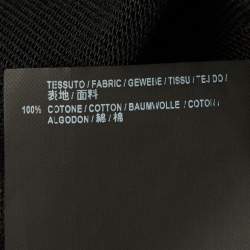 TESSUTO / FABRIC / GEWEBE / TISSU / TEJIDO /
表地 / 面料
100% COTONE / COTTON / BAUMWOLLE / COTON /
ALGODON / 綿 / 棉